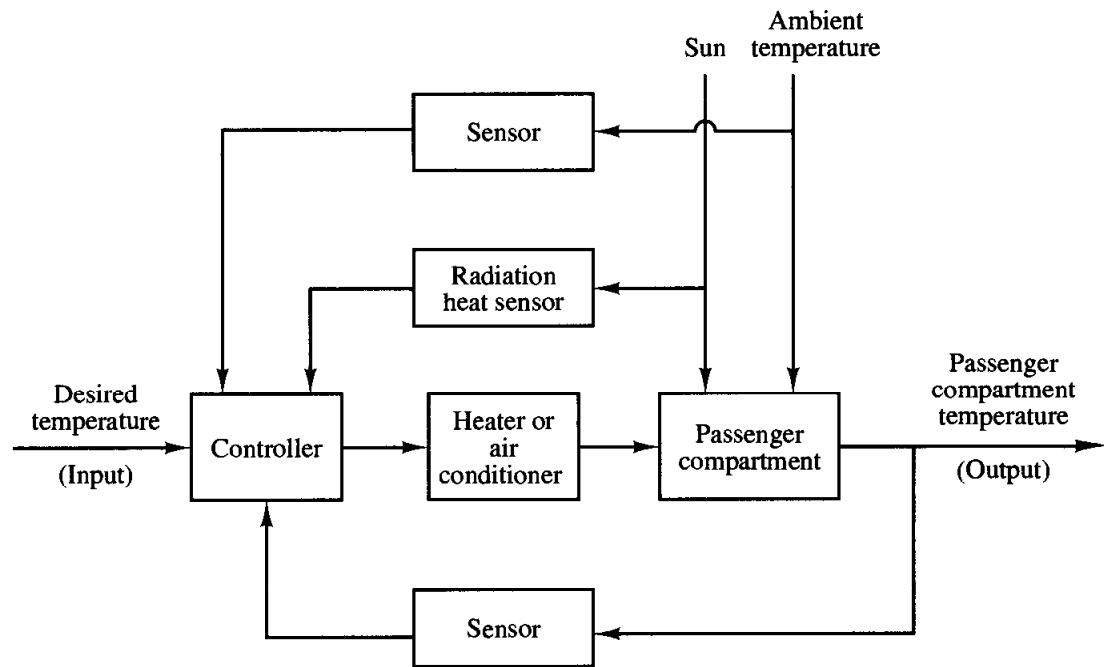 Ambient
temperature
Sun
Sensor
Radiation
heat sensor
Desired
temperature
(Input)
Controller
Heater or
air
conditioner
Passenger
compartment
Passenger
compartment
temperature
(Output)
Sensor